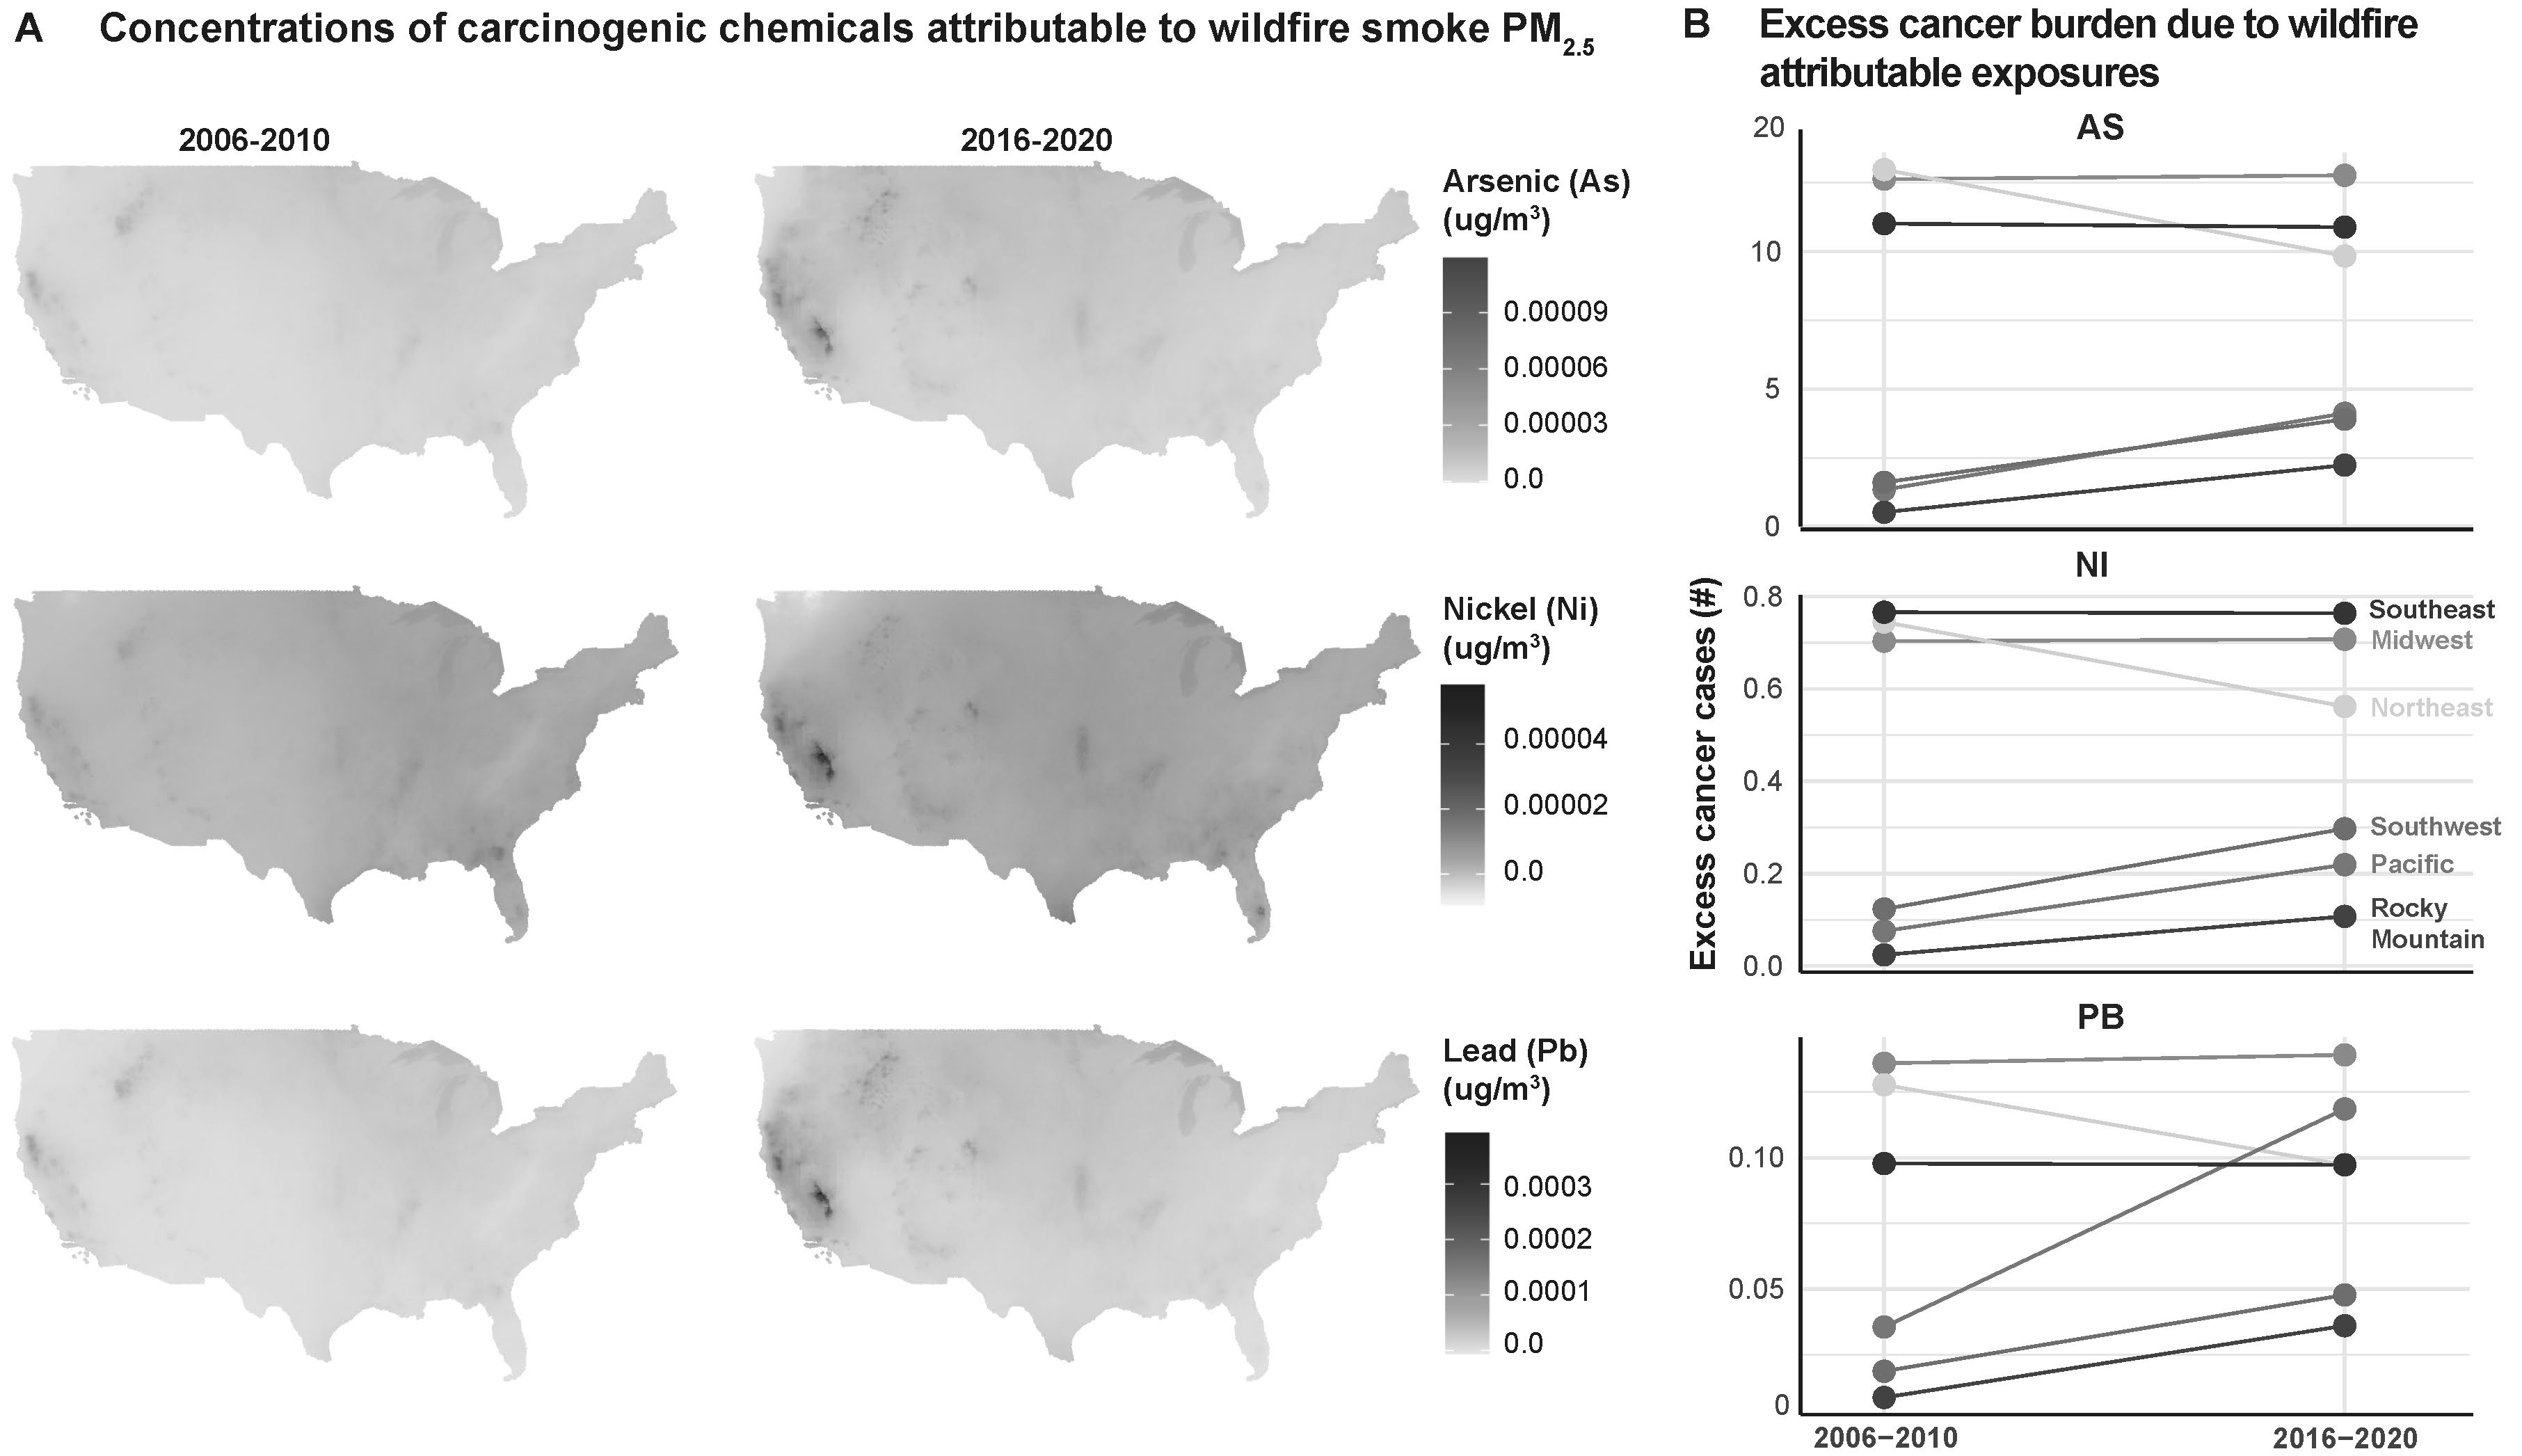 A Concentrations of carcinogenic chemicals attributable to wildfire smoke PM2.5
2006-2010
2016-2020
Arsenic (As)
(ug/m³)
0.00009
0.00006
0.00003
0.0
Nickel (Ni)
(ug/m³)
0.00004
0.00002
0.0
Lead (Pb)
(ug/m³)
0.0003
0.0002
0.0001
0.0
B Excess cancer burden due to wildfire
attributable exposures
Excess cancer cases (#)
AS
20
10
5
0
NI
0.8
0.6
0.4
0.2
0.0
Southeast
Midwest
Northeast
Southwest
Pacific
Rocky
Mountain
PB
0.10
0.05
0
2006–2010
2016–2020